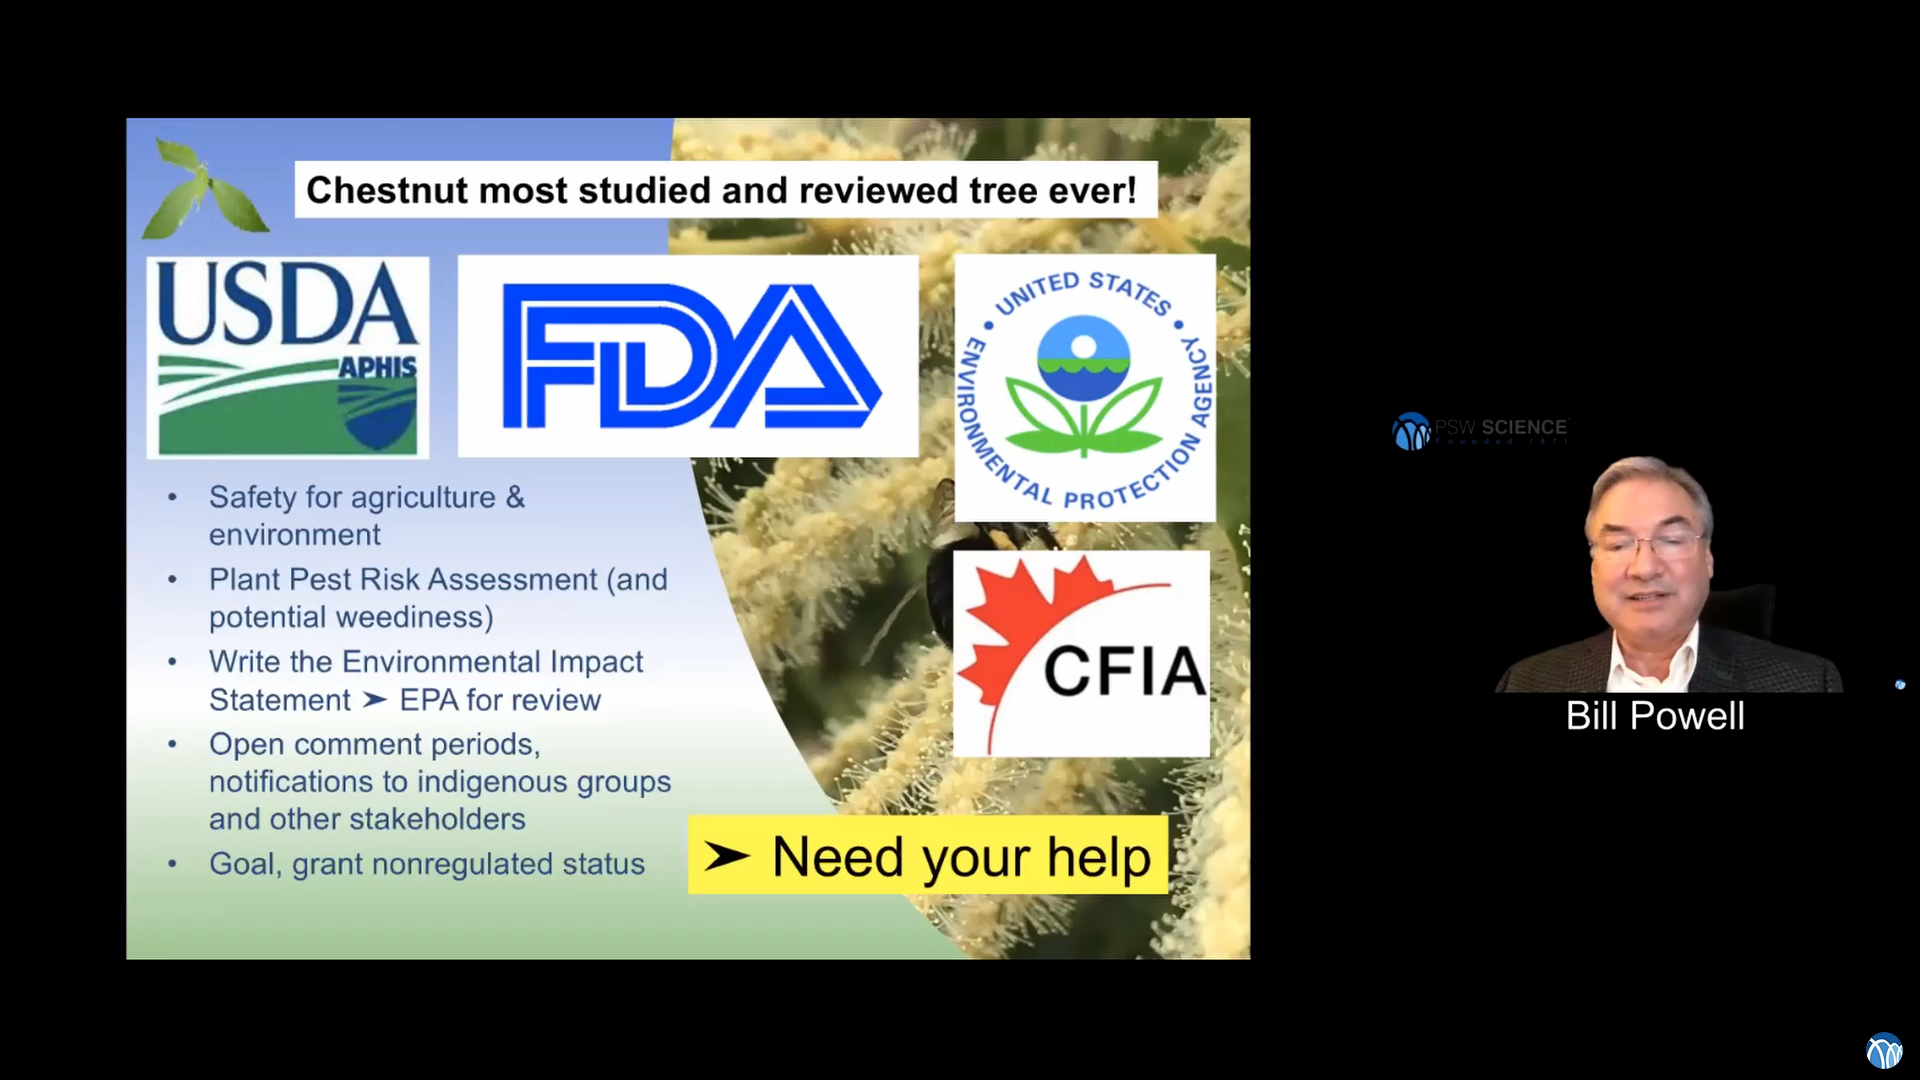 Chestnut most studied and reviewed tree ever!
USDA
APHIS
FDA
UNITED STATES
ENVIRONMENTAL PROTECTION AGENCY
CFIA
• Safety for agriculture &
environment
• Plant Pest Risk Assessment (and
potential weediness)
• Write the Environmental Impact
Statement ➤ EPA for review
• Open comment periods,
notifications to indigenous groups
and other stakeholders
• Goal, grant nonregulated status
➤ Need your help
PSW SCIENCE
Founded 1871
Bill Powell